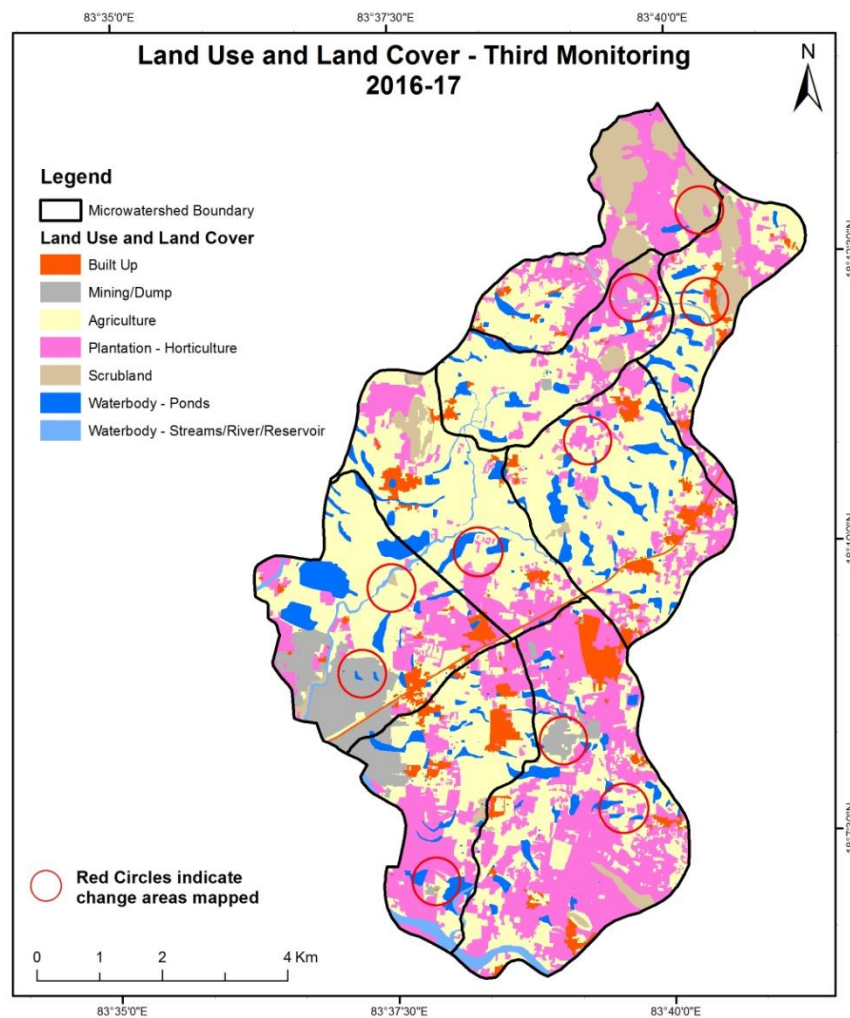 83°35'0"E 83°37'30"E 83°40'0"E
Land Use and Land Cover - Third Monitoring
2016-17
N
Legend
Microwatershed Boundary
Land Use and Land Cover
Built Up
Mining/Dump
Agriculture
Plantation - Horticulture
Scrubland
Waterbody - Ponds
Waterbody - Streams/River/Reservoir
Red Circles indicate
change areas mapped
0 1 2 4 Km
83°35'0"E 83°37'30"E 83°40'0"E